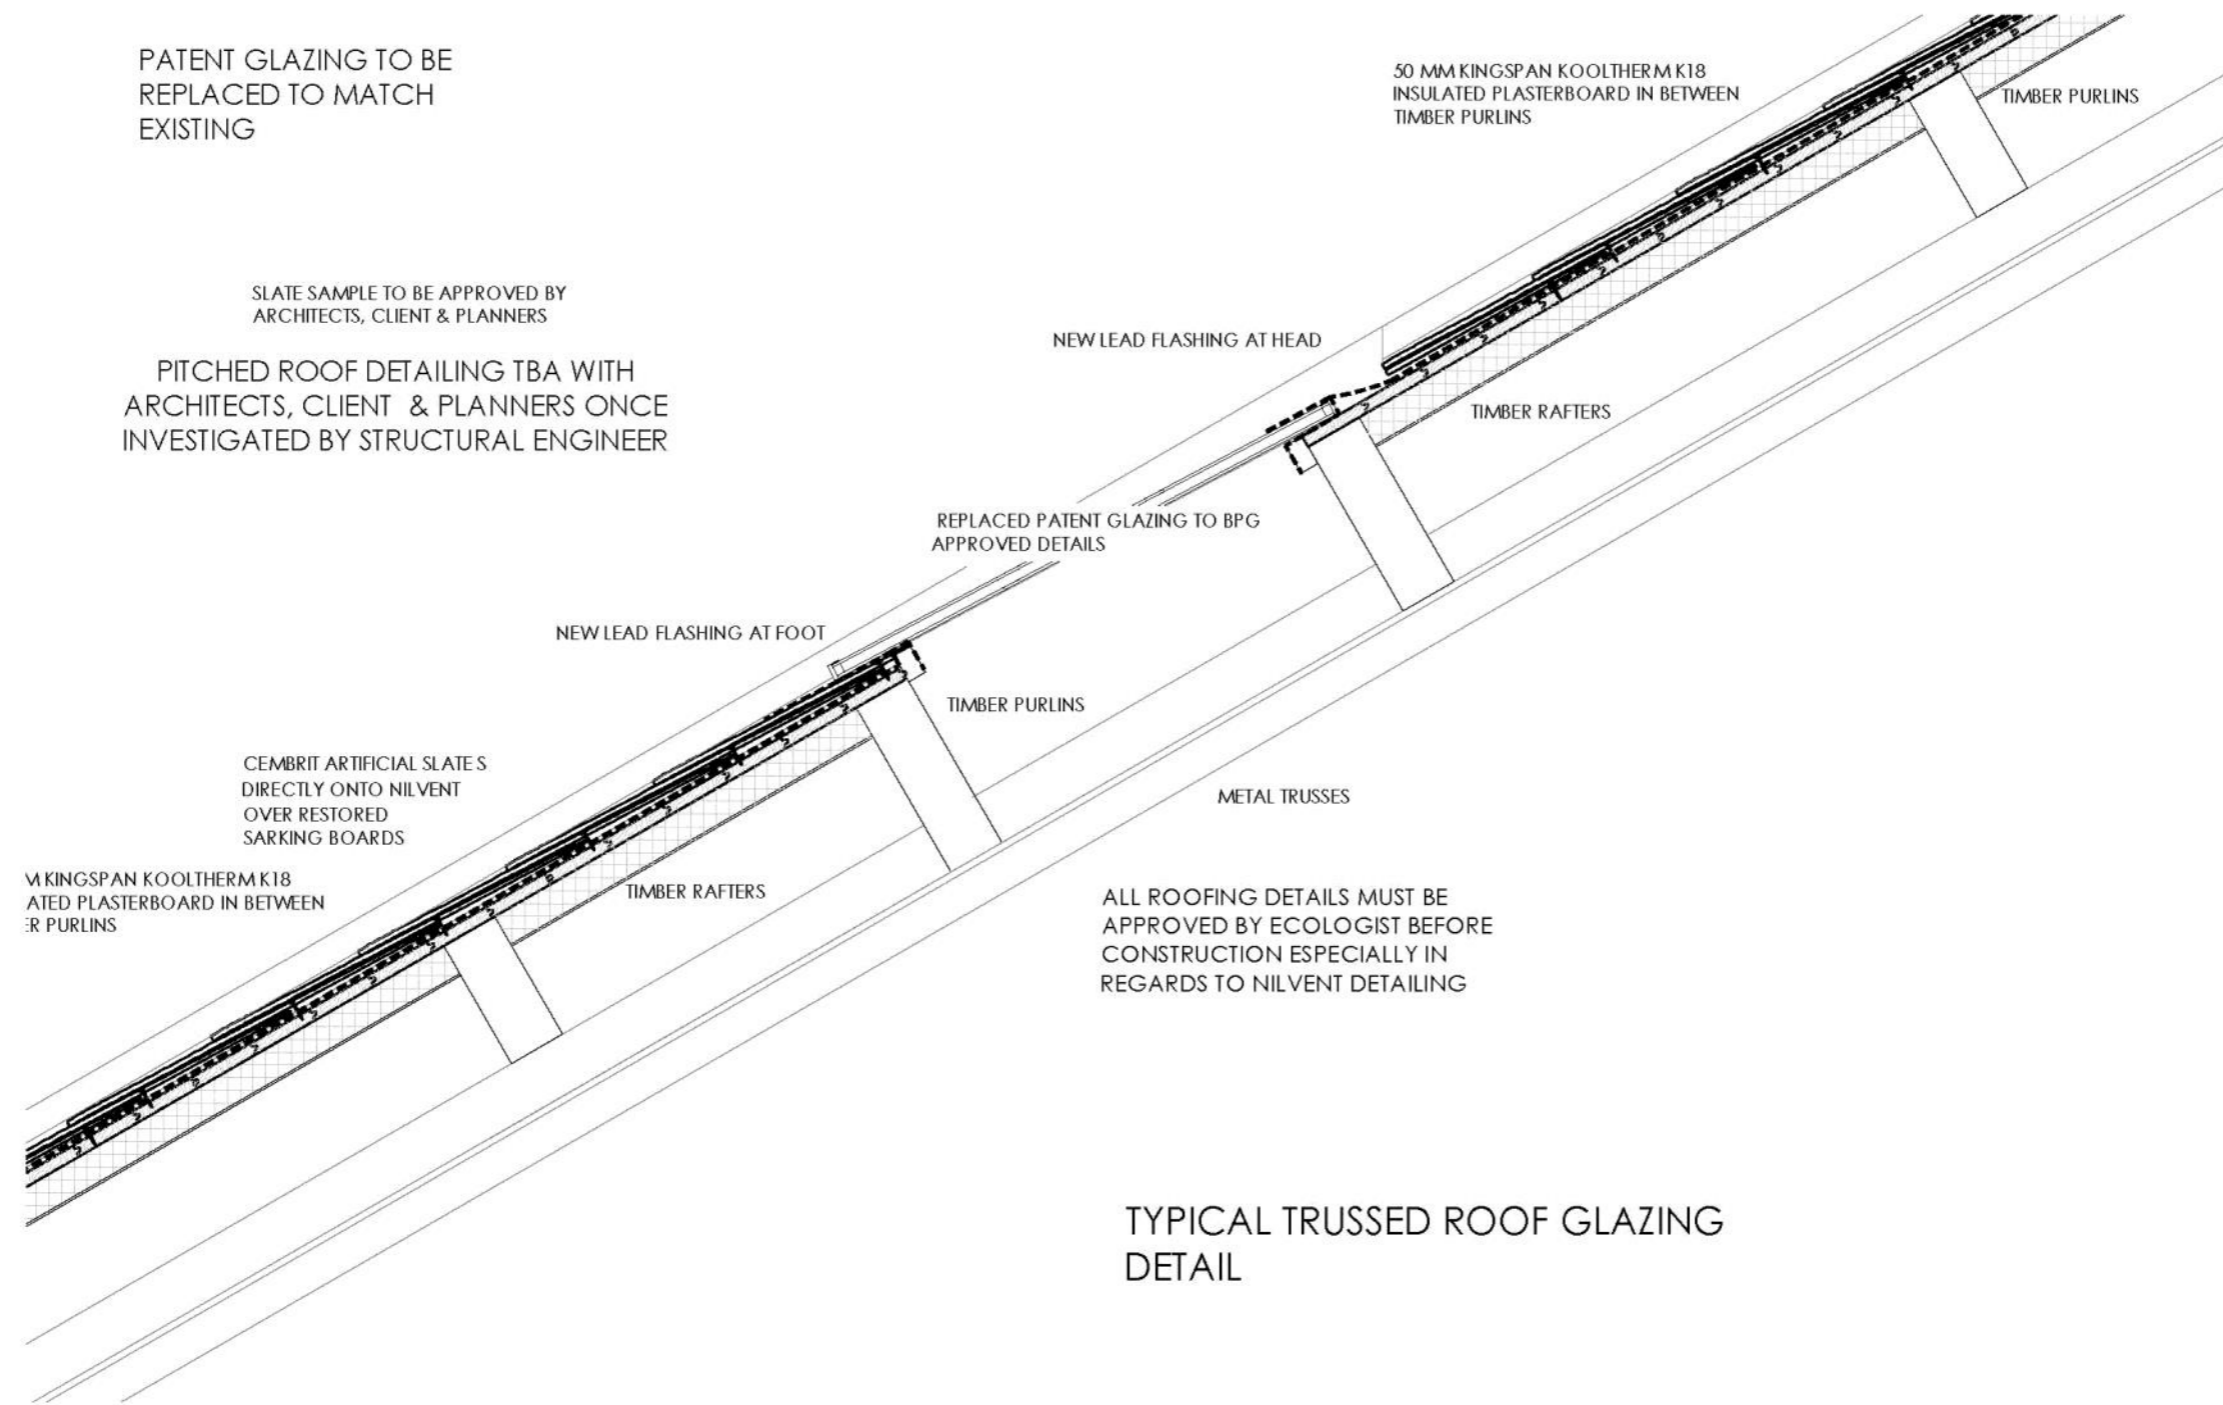 PATENT GLAZING TO BE
REPLACED TO MATCH
EXISTING
50 MM KINGSPAN KOOLTHERM K18
INSULATED PLASTERBOARD IN BETWEEN
TIMBER PURLINS
TIMBER PURLINS
SLATE SAMPLE TO BE APPROVED BY
ARCHITECTS, CLIENT & PLANNERS
PITCHED ROOF DETAILING TBA WITH
ARCHITECTS, CLIENT & PLANNERS ONCE
INVESTIGATED BY STRUCTURAL ENGINEER
NEW LEAD FLASHING AT HEAD
TIMBER RAFTERS
REPLACED PATENT GLAZING TO BPG
APPROVED DETAILS
NEW LEAD FLASHING AT FOOT
TIMBER PURLINS
CEMBRIT ARTIFICIAL SLATES
DIRECTLY ONTO NILVENT
OVER RESTORED
SARKING BOARDS
METAL TRUSSES
M KINGSPAN KOOLTHERM K18
ATED PLASTERBOARD IN BETWEEN
ER PURLINS
TIMBER RAFTERS
ALL ROOFING DETAILS MUST BE
APPROVED BY ECOLOGIST BEFORE
CONSTRUCTION ESPECIALLY IN
REGARDS TO NILVENT DETAILING
TYPICAL TRUSSED ROOF GLAZING
DETAIL